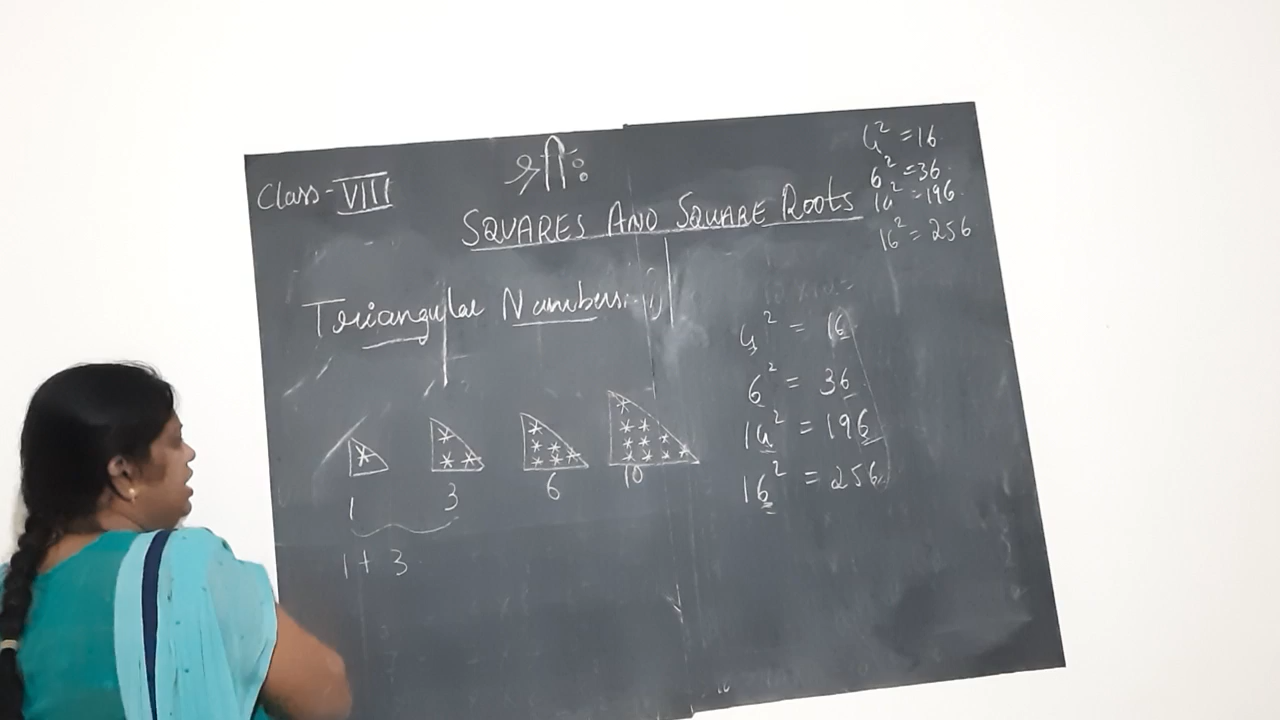 Class - VIII
SQUARES AND SQUARE ROOTS
4² = 16
6² = 36
14² = 196
16² = 256
Triangular Numbers:- 1)
1 3 6 10
1 + 3
4² = 16
6² = 36
14² = 196
16² = 256